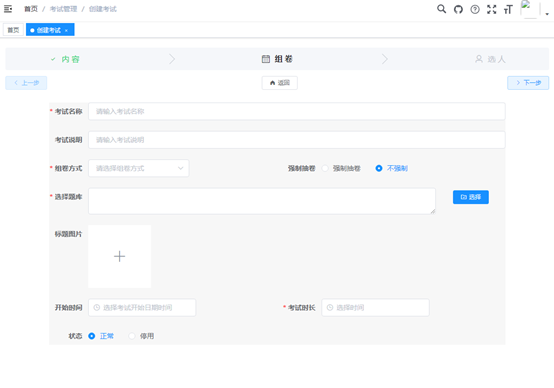 首页 / 考试管理 / 创建考试
首页 创建考试 ×
内 容 组 卷 选 人
上一步 返回 下一步
* 考试名称 请输入考试名称
考试说明 请输入考试说明
* 组卷方式 请选择组卷方式 强制抽卷 强制抽卷 不强制
* 选择题库 选择
标题图片
开始时间 选择考试开始日期时间 * 考试时长 选择时间
状态 正常 停用